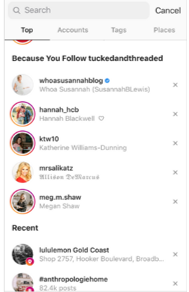 Search
Cancel
Top
Accounts
Tags
Places
Because You Follow tuckedandthreaded
whoasusannahblog
Whoa Susannah (SusannahBLewis)
hannah_hcb
Hannah Blackwell ♡
ktw10
Katherine Williams-Dunning
mrsalikatz
meg.m.shaw
Megan Shaw
Recent
lululemon Gold Coast
Shop 2757, Hooker Boulevard, Broadb...
#anthropologiehome
82.4k posts